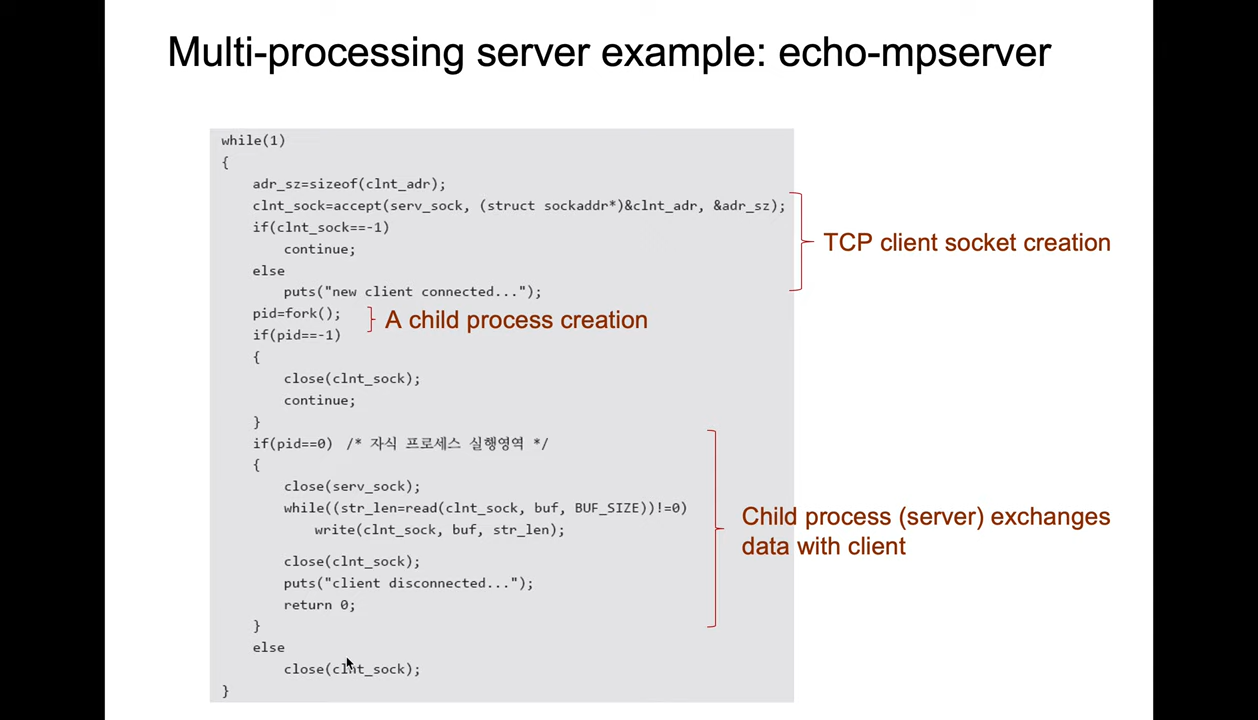 Multi-processing server example: echo-mpserver
while(1)
{
adr_sz=sizeof(clnt_adr);
clnt_sock=accept(serv_sock, (struct sockaddr*)&clnt_adr, &adr_sz);
if(clnt_sock==-1)
continue;
else
puts("new client connected...");
TCP client socket creation
pid=fork();
A child process creation
if(pid==-1)
{
close(clnt_sock);
continue;
}
if(pid==0) /* 자식 프로세스 실행영역 */
{
close(serv_sock);
while((str_len=read(clnt_sock, buf, BUF_SIZE))!=0)
write(clnt_sock, buf, str_len);
close(clnt_sock);
puts("client disconnected...");
return 0;
}
Child process (server) exchanges
data with client
else
close(clnt_sock);
}